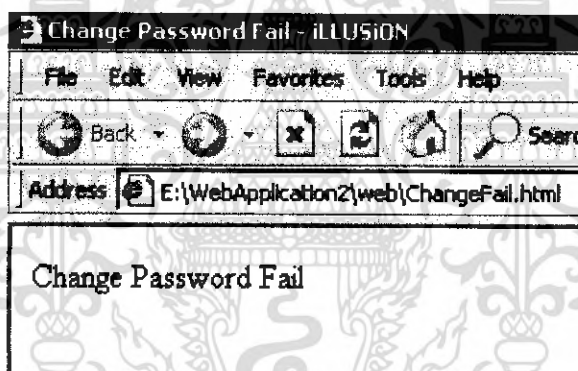 Change Password Fail - iLLUSiON
File Edit View Favorites Tools Help
Back Search
Address E:\WebApplication2\web\ChangeFail.html
Change Password Fail